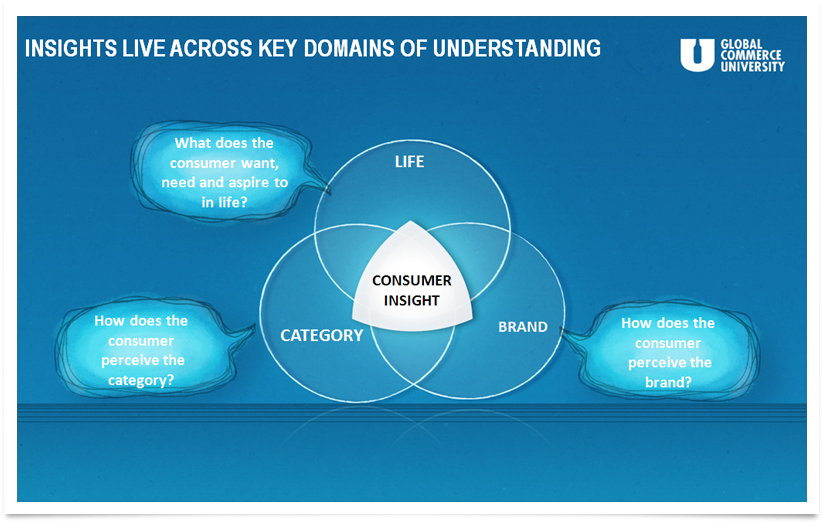 INSIGHTS LIVE ACROSS KEY DOMAINS OF UNDERSTANDING
U GLOBAL
COMMERCE
UNIVERSITY
What does the
consumer want,
need and aspire to
in life?
LIFE
CONSUMER
INSIGHT
How does the
consumer
perceive the
category?
CATEGORY
BRAND
How does the
consumer
perceive the
brand?